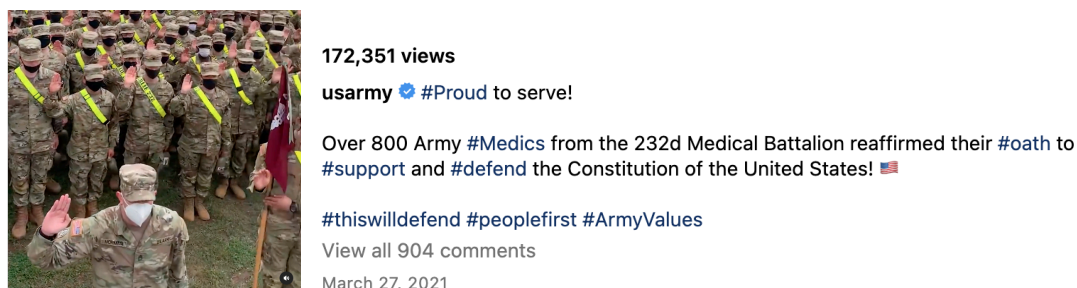 172,351 views
usarmy #Proud to serve!
Over 800 Army #Medics from the 232d Medical Battalion reaffirmed their #oath to
#support and #defend the Constitution of the United States! 🇺🇸
#thiswilldefend #peoplefirst #ArmyValues
View all 904 comments
March 27, 2021